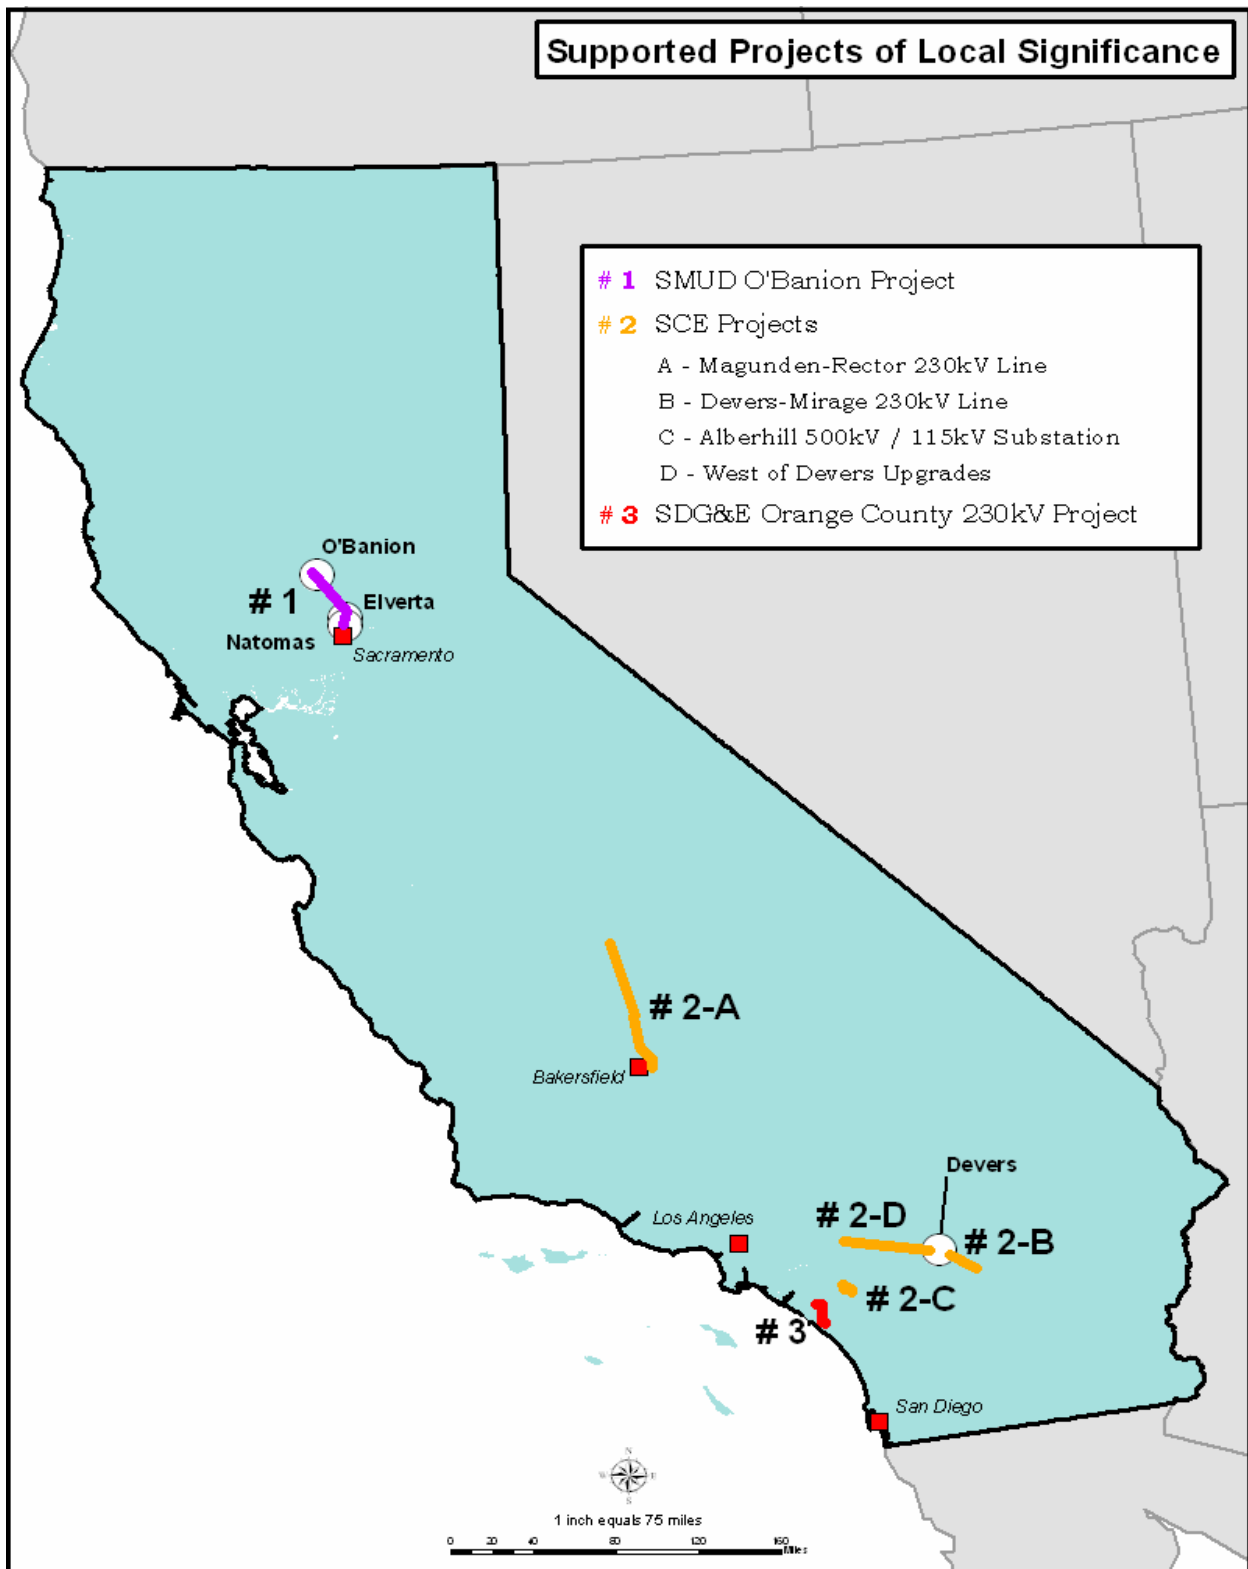 Supported Projects of Local Significance
# 1 SMUD O'Banion Project
# 2 SCE Projects
A - Magunden-Rector 230kV Line
B - Devers-Mirage 230kV Line
C - Alberhill 500kV / 115kV Substation
D - West of Devers Upgrades
# 3 SDG&E Orange County 230kV Project
O'Banion
# 1
Elverta
Natomas
Sacramento
# 2-A
Bakersfield
Devers
Los Angeles
# 2-D
# 2-B
# 2-C
# 3
San Diego
N
W E
S
1 inch equals 75 miles
0 20 40 80 120 160
Miles